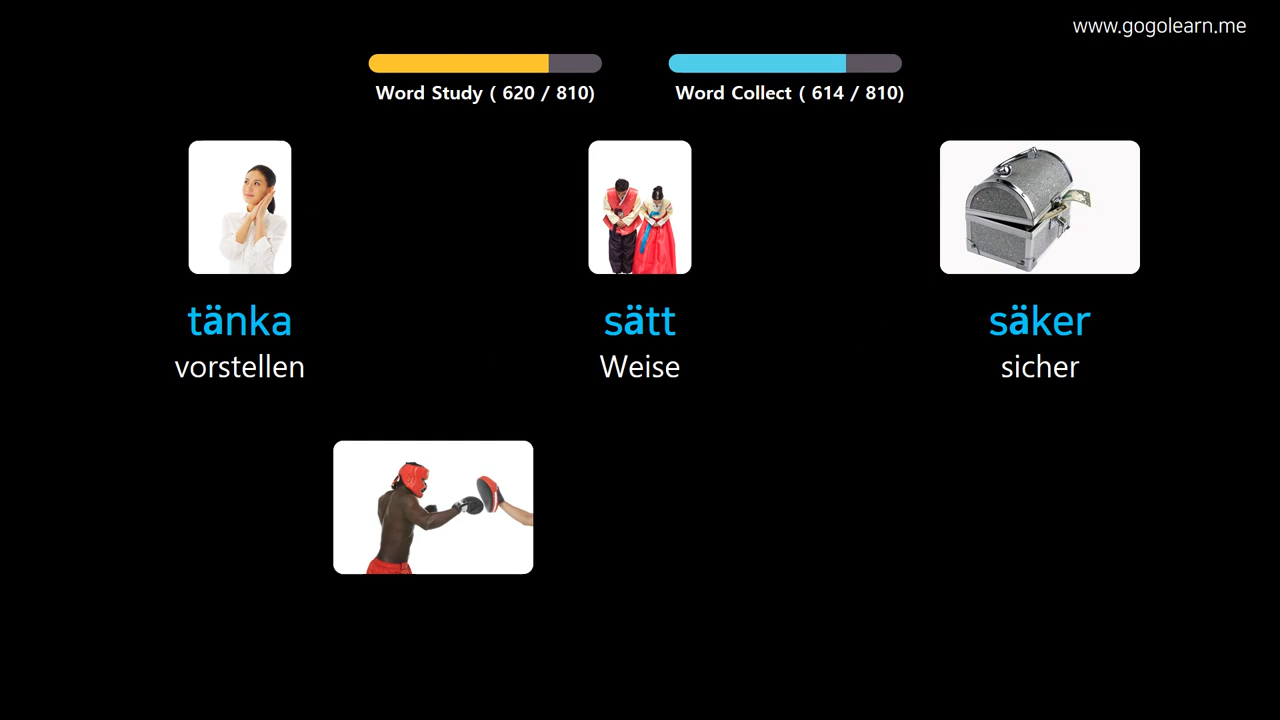 www.gogolearn.me
Word Study ( 620 / 810)
Word Collect ( 614 / 810)
tänka
vorstellen
sätt
Weise
säker
sicher